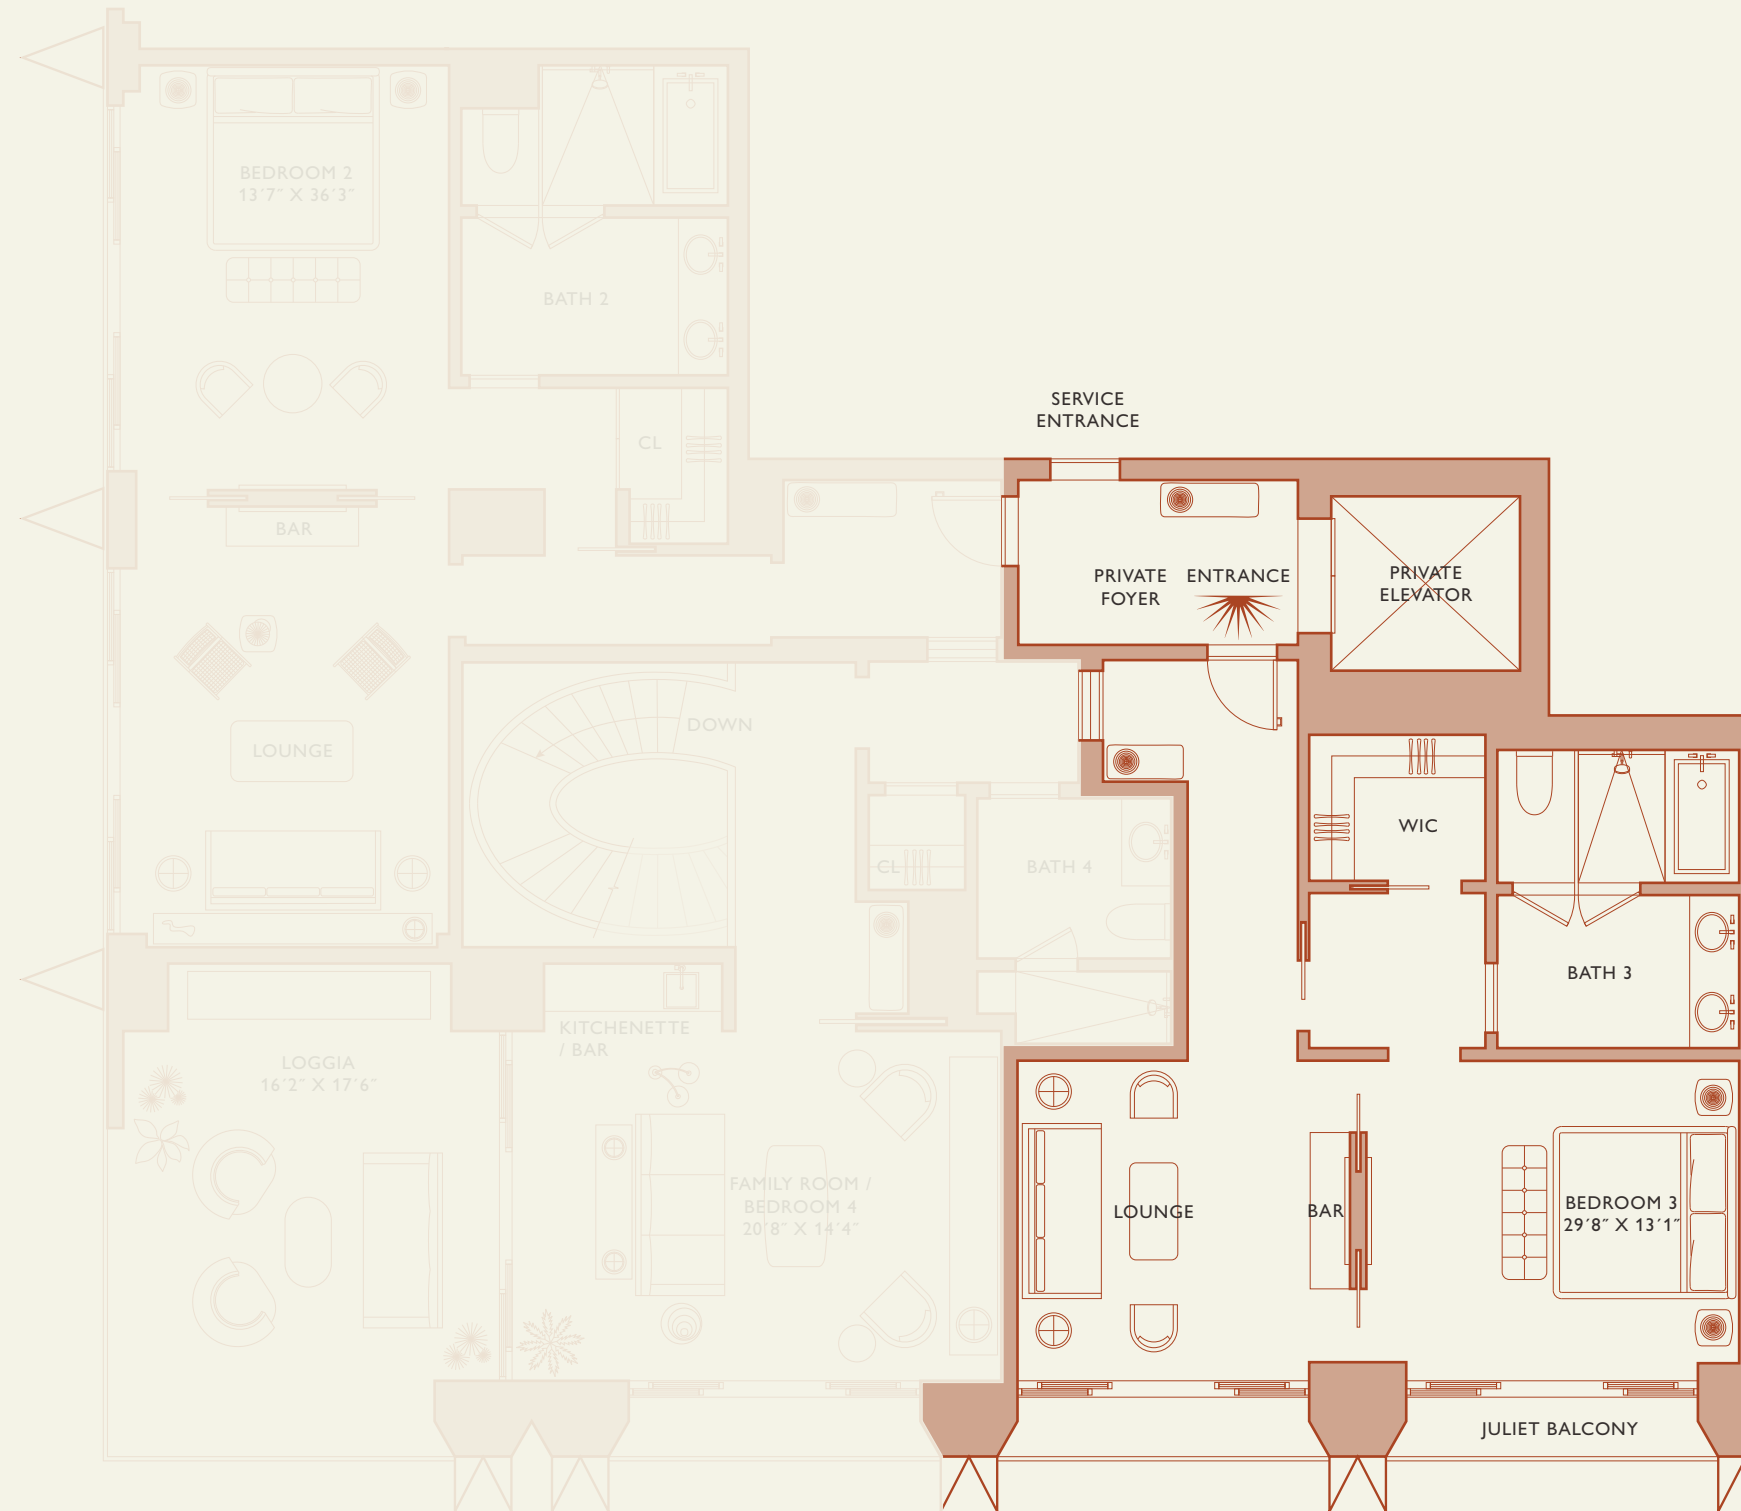 BEDROOM 2
13'7" X 36'3"
BATH 2
SERVICE
ENTRANCE
CL
BAR
PRIVATE
FOYER
ENTRANCE
PRIVATE
ELEVATOR
DOWN
LOUNGE
WIC
CL
BATH 4
BATH 3
KITCHENETTE
/ BAR
LOGGIA
16'2" X 17'6"
FAMILY ROOM /
BEDROOM 4
20'8" X 14'4"
LOUNGE
BAR
BEDROOM 3
29'8" X 13'1"
JULIET BALCONY